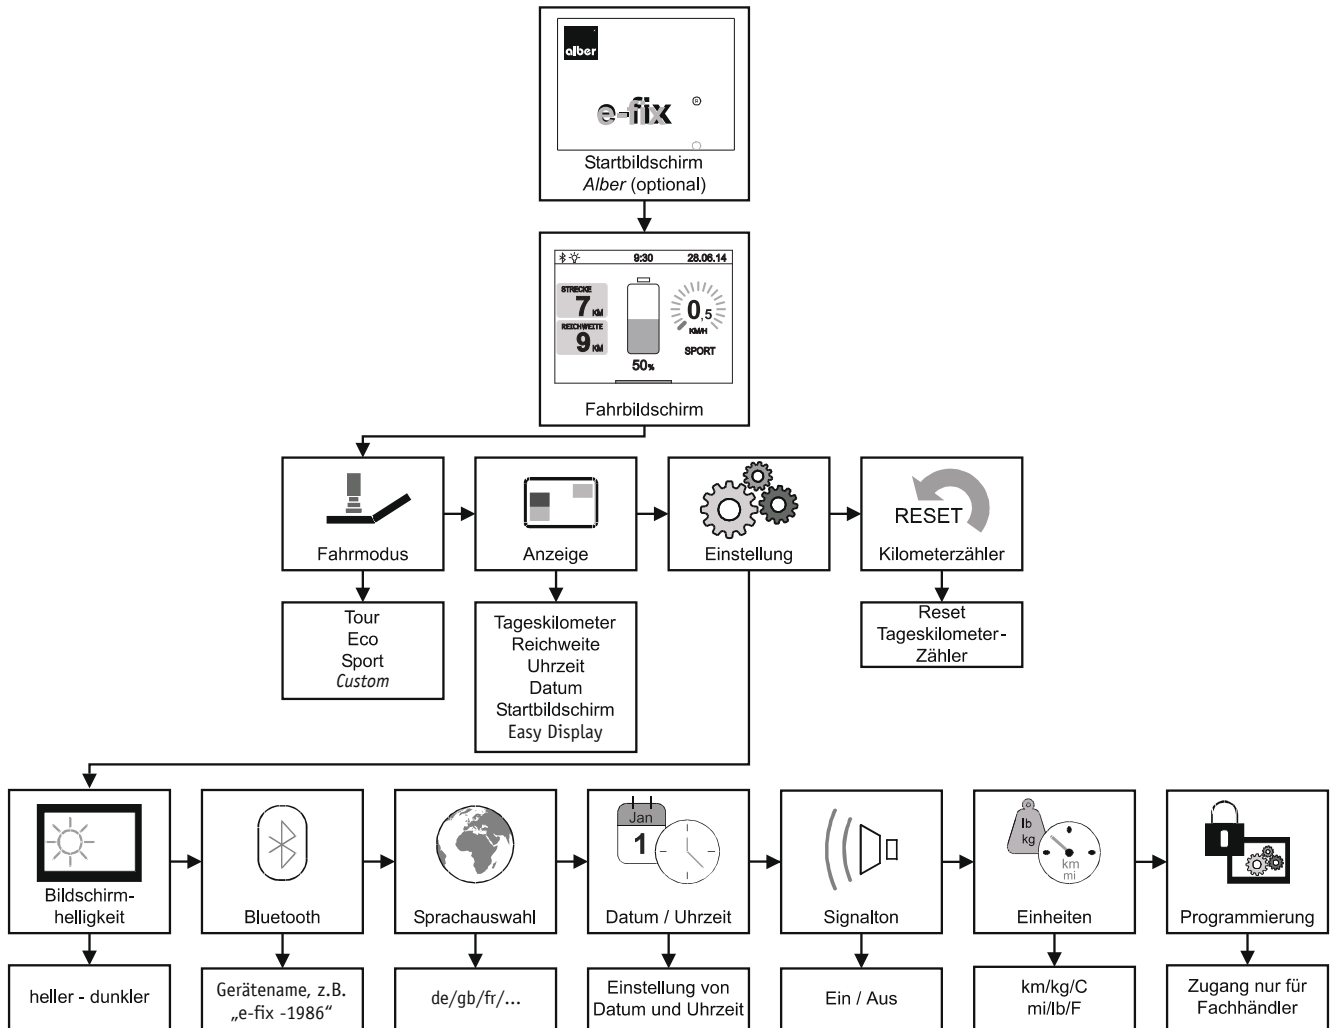 alber
e-fix ®
Startbildschirm
Alber (optional)
9:30 28.06.14
STRECKE
7 KM
REICHWEITE
9 KM
50%
0,5
KM/H
SPORT
Fahrbildschirm
Fahrmodus
Anzeige
Einstellung
RESET
Kilometerzähler
Tour
Eco
Sport
Custom
Tageskilometer
Reichweite
Uhrzeit
Datum
Startbildschirm
Easy Display
Reset
Tageskilometer-
Zähler
Bildschirm-
helligkeit
Bluetooth
Sprachauswahl
Jan
1
Datum / Uhrzeit
Signalton
lb
kg
km
mi
Einheiten
Programmierung
heller - dunkler
Gerätename, z.B.
„e-fix -1986“
de/gb/fr/...
Einstellung von
Datum und Uhrzeit
Ein / Aus
km/kg/C
mi/lb/F
Zugang nur für
Fachhändler